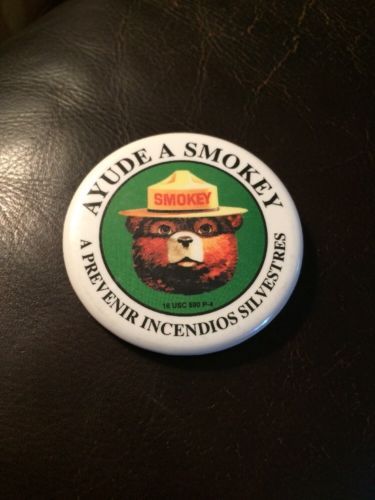 AYUDE A SMOKEY
SMOKEY
16 USC 580 P-4
A PREVENIR INCENDIOS SILVESTRES